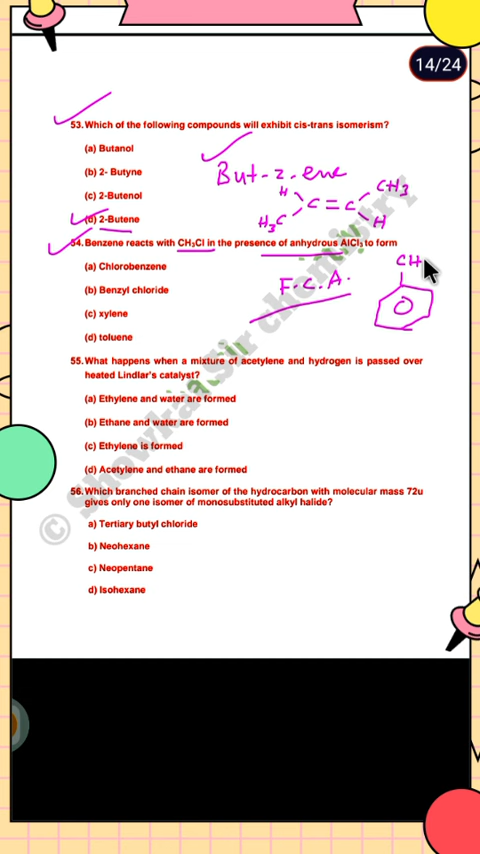 14/24
53. Which of the following compounds will exhibit cis-trans isomerism?
(a) Butanol
(b) 2- Butyne
But-2-ene
(c) 2-Butenol
(d) 2-Butene
H
CH3
C = C
H3C
H
54. Benzene reacts with CH₃Cl in the presence of anhydrous AlCl₃ to form
(a) Chlorobenzene
F.C.A.
CH
(b) Benzyl chloride
(c) xylene
(d) toluene
55. What happens when a mixture of acetylene and hydrogen is passed over
heated Lindlar's catalyst?
(a) Ethylene and water are formed
(b) Ethane and water are formed
(c) Ethylene is formed
(d) Acetylene and ethane are formed
56. Which branched chain isomer of the hydrocarbon with molecular mass 72u
gives only one isomer of monosubstituted alkyl halide?
a) Tertiary butyl chloride
b) Neohexane
c) Neopentane
d) Isohexane